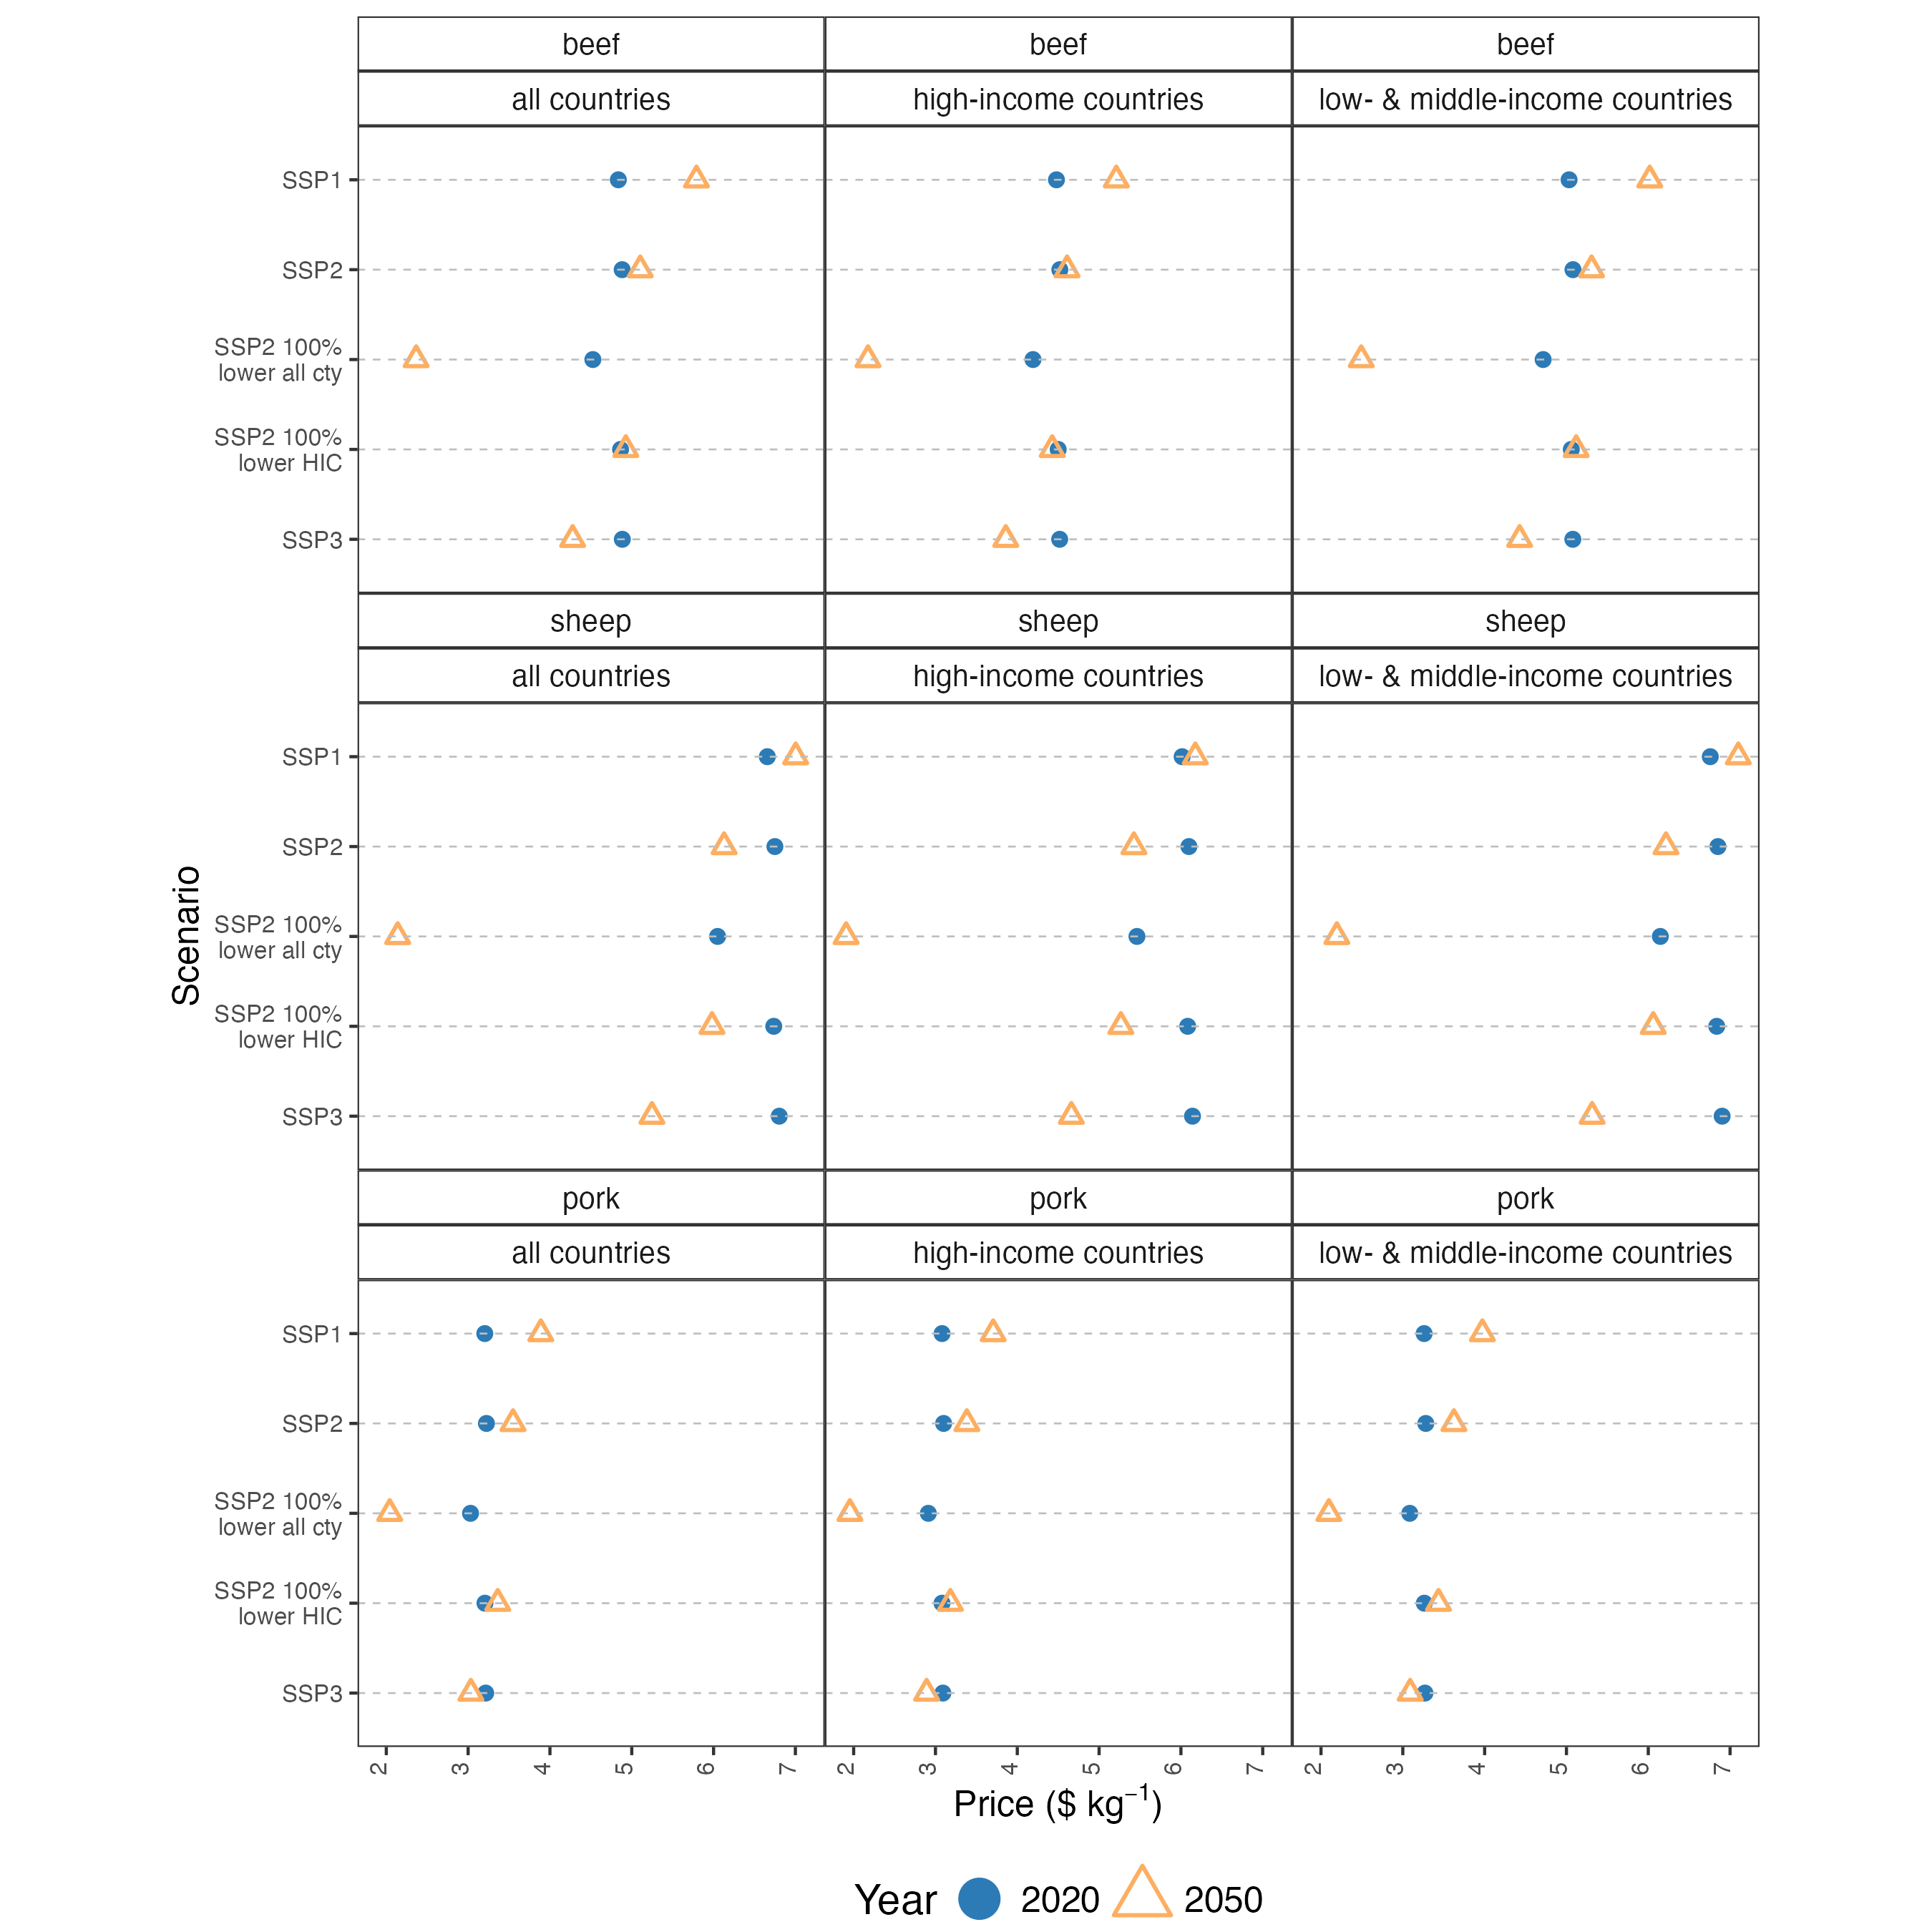 beef beef beef
all countries high-income countries low- & middle-income countries
SSP1
SSP2
SSP2 100%
lower all cty
SSP2 100%
lower HIC
SSP3
sheep sheep sheep
all countries high-income countries low- & middle-income countries
SSP1
SSP2
SSP2 100%
lower all cty
SSP2 100%
lower HIC
SSP3
Scenario
pork pork pork
all countries high-income countries low- & middle-income countries
SSP1
SSP2
SSP2 100%
lower all cty
SSP2 100%
lower HIC
SSP3
2 3 4 5 6 7 2 3 4 5 6 7 2 3 4 5 6 7
Price ($ kg⁻¹)
Year 2020 2050